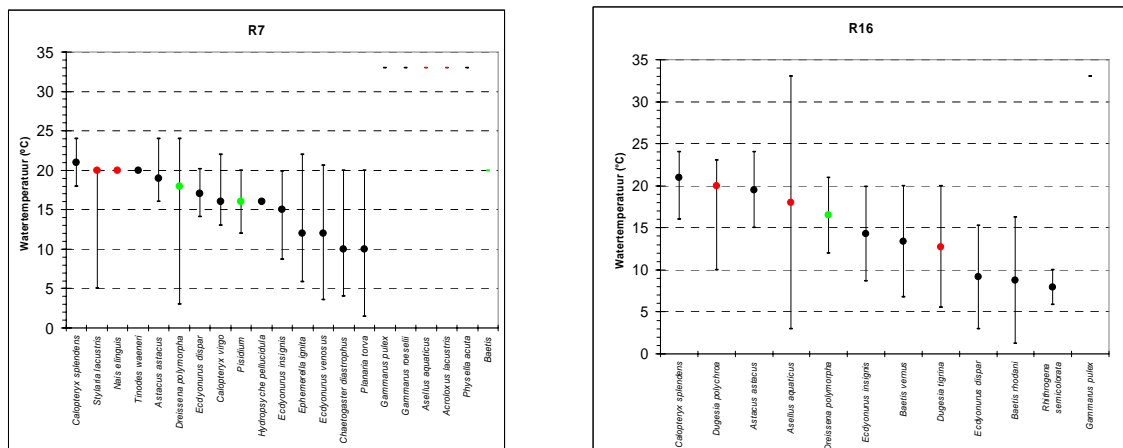 R7
Watertemperatuur (°C)
35
30
25
20
15
10
5
0
Calopteryx splendens
Stylaria lacustris
Nais elinguis
Tinodes waeneri
Astacus astacus
Dreissena polymorpha
Ecdyonurus dispar
Calopteryx virgo
Pisidium
Hydropsyche pellucidula
Ecdyonurus insignis
Ephemerella ignita
Ecdyonurus venosus
Chaetogaster diastrophus
Planaria torva
Gammarus pulex
Gammarus roeselii
Asellus aquaticus
Acroloxus lacustris
Physella acuta
Baetis
R16
Watertemperatuur (°C)
35
30
25
20
15
10
5
0
Calopteryx splendens
Dugesia polychroa
Astacus astacus
Asellus aquaticus
Dreissena polymorpha
Ecdyonurus insignis
Baetis vernus
Dugesia tigrina
Ecdyonurus dispar
Baetis rhodani
Rhithrogena
semicolorata
Gammarus pulex